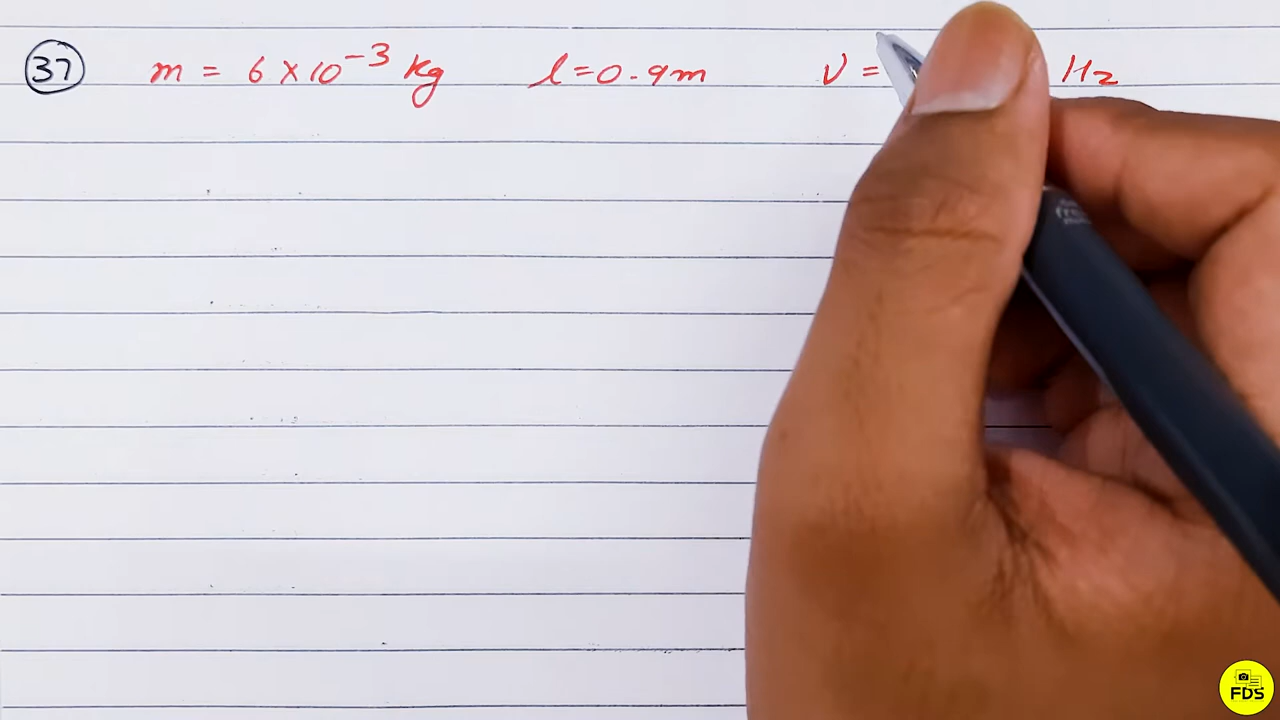 37 m = 6 × 10⁻³ Kg l = 0.9m ν = Hz
FDS